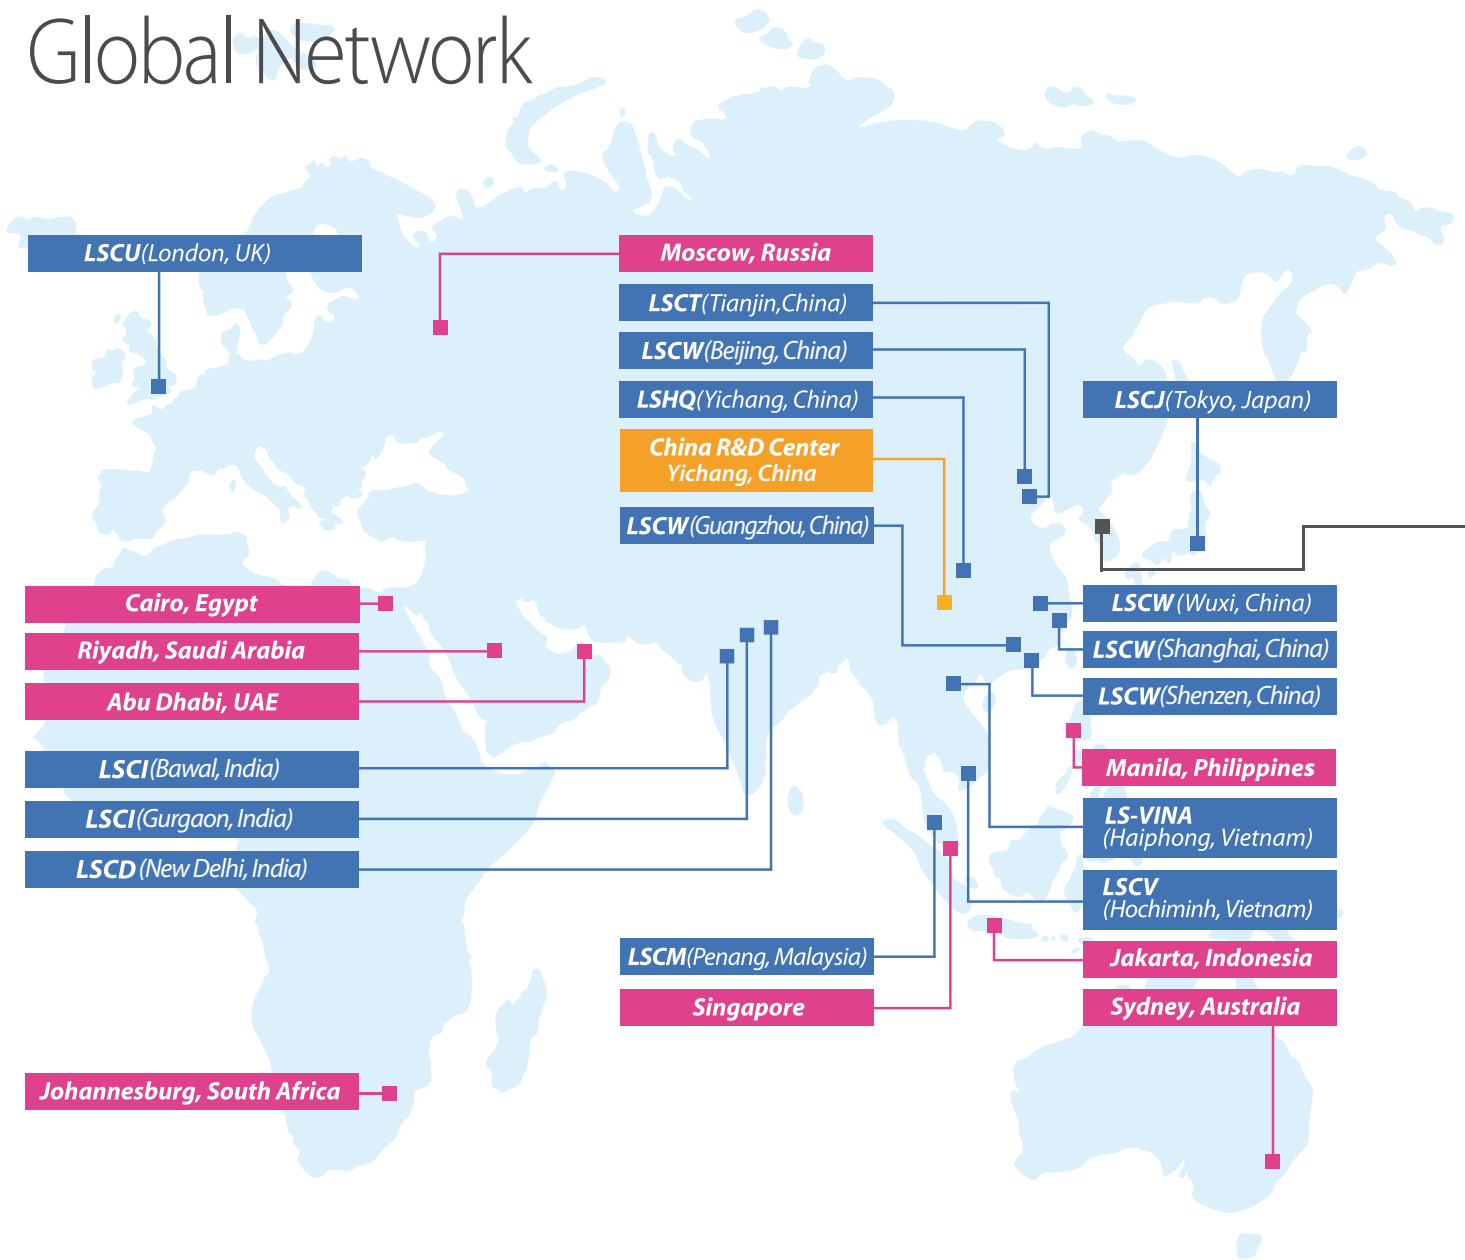 Global Network
LSCU(London, UK)
Moscow, Russia
LSCT(Tianjin,China)
LSCW(Beijing, China)
LSHQ(Yichang, China)
China R&D Center
Yichang, China
LSCW(Guangzhou, China)
LSCJ(Tokyo, Japan)
Cairo, Egypt
Riyadh, Saudi Arabia
Abu Dhabi, UAE
LSCI(Bawal, India)
LSCI(Gurgaon, India)
LSCD(New Delhi, India)
LSCW(Wuxi, China)
LSCW(Shanghai, China)
LSCW(Shenzen, China)
Manila, Philippines
LS-VINA
(Haiphong, Vietnam)
LSCV
(Hochiminh, Vietnam)
LSCM(Penang, Malaysia)
Jakarta, Indonesia
Singapore
Sydney, Australia
Johannesburg, South Africa